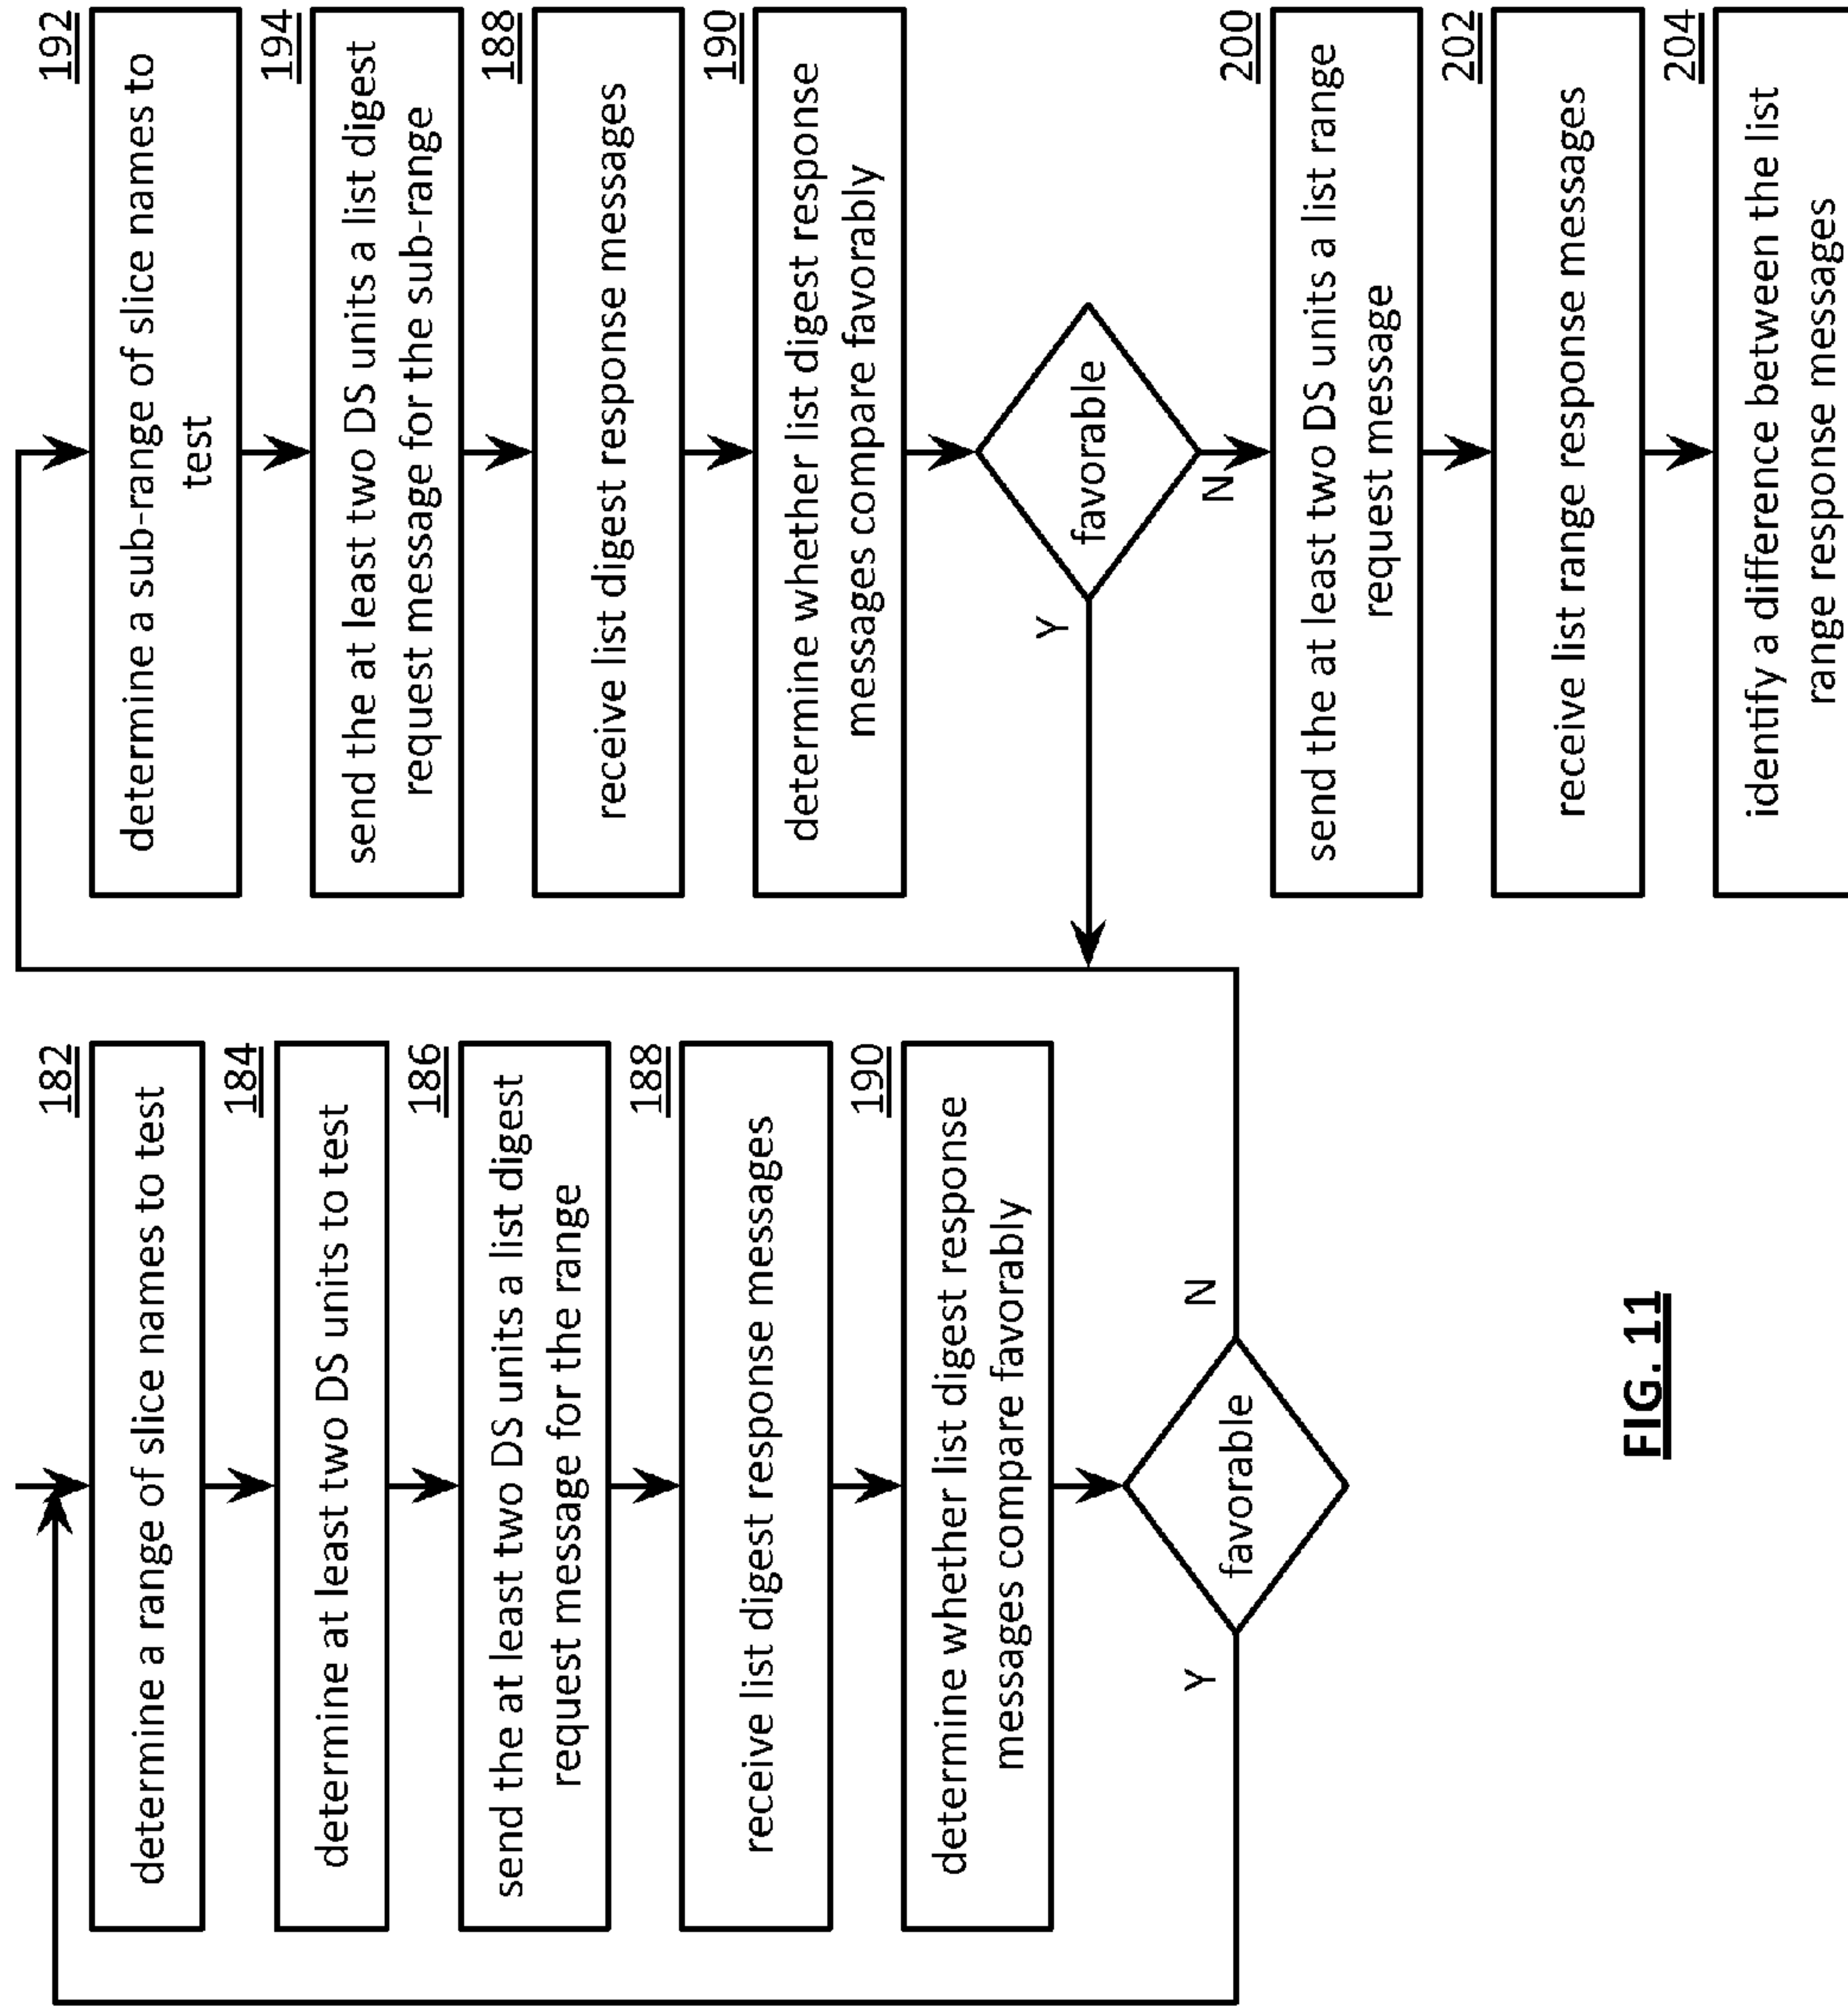 182
determine a range of slice names to test
184
determine at least two DS units to test
186
send the at least two DS units a list digest
request message for the range
188
receive list digest response messages
190
determine whether list digest response
messages compare favorably
favorable
Y
N
192
determine a sub-range of slice names to
test
194
send the at least two DS units a list digest
request message for the sub-range
188
receive list digest response messages
190
determine whether list digest response
messages compare favorably
favorable
Y
N
200
send the at least two DS units a list range
request message
202
receive list range response messages
204
identify a difference between the list
range response messages
FIG. 11